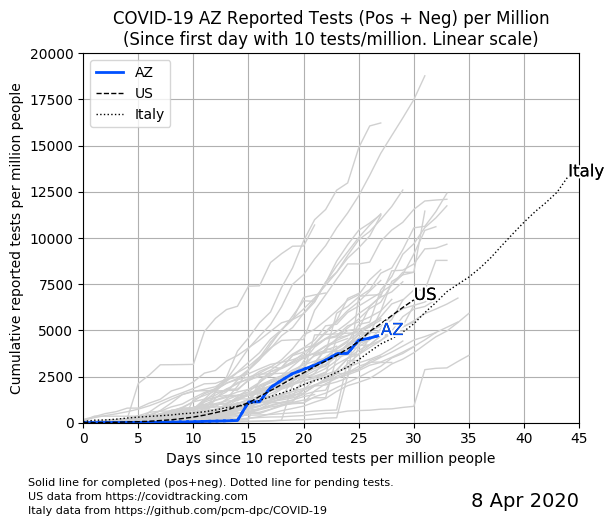 COVID-19 AZ Reported Tests (Pos + Neg) per Million
(Since first day with 10 tests/million. Linear scale)
Cumulative reported tests per million people
20000
17500
15000
12500
10000
7500
5000
2500
0
AZ
US
Italy
Italy
US
AZ
0 5 10 15 20 25 30 35 40 45
Days since 10 reported tests per million people
Solid line for completed (pos+neg). Dotted line for pending tests.
US data from https://covidtracking.com
Italy data from https://github.com/pcm-dpc/COVID-19
8 Apr 2020